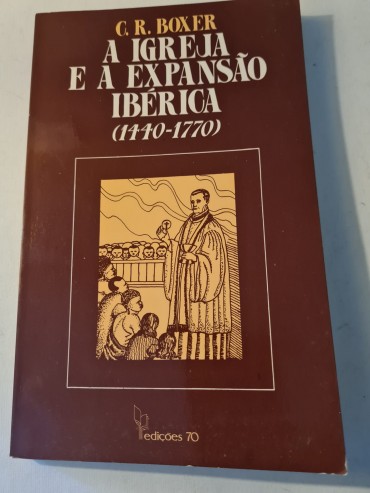 C. R. BOXER
A IGREJA
E A EXPANSÃO
IBÉRICA
(1440-1770)
edições 70